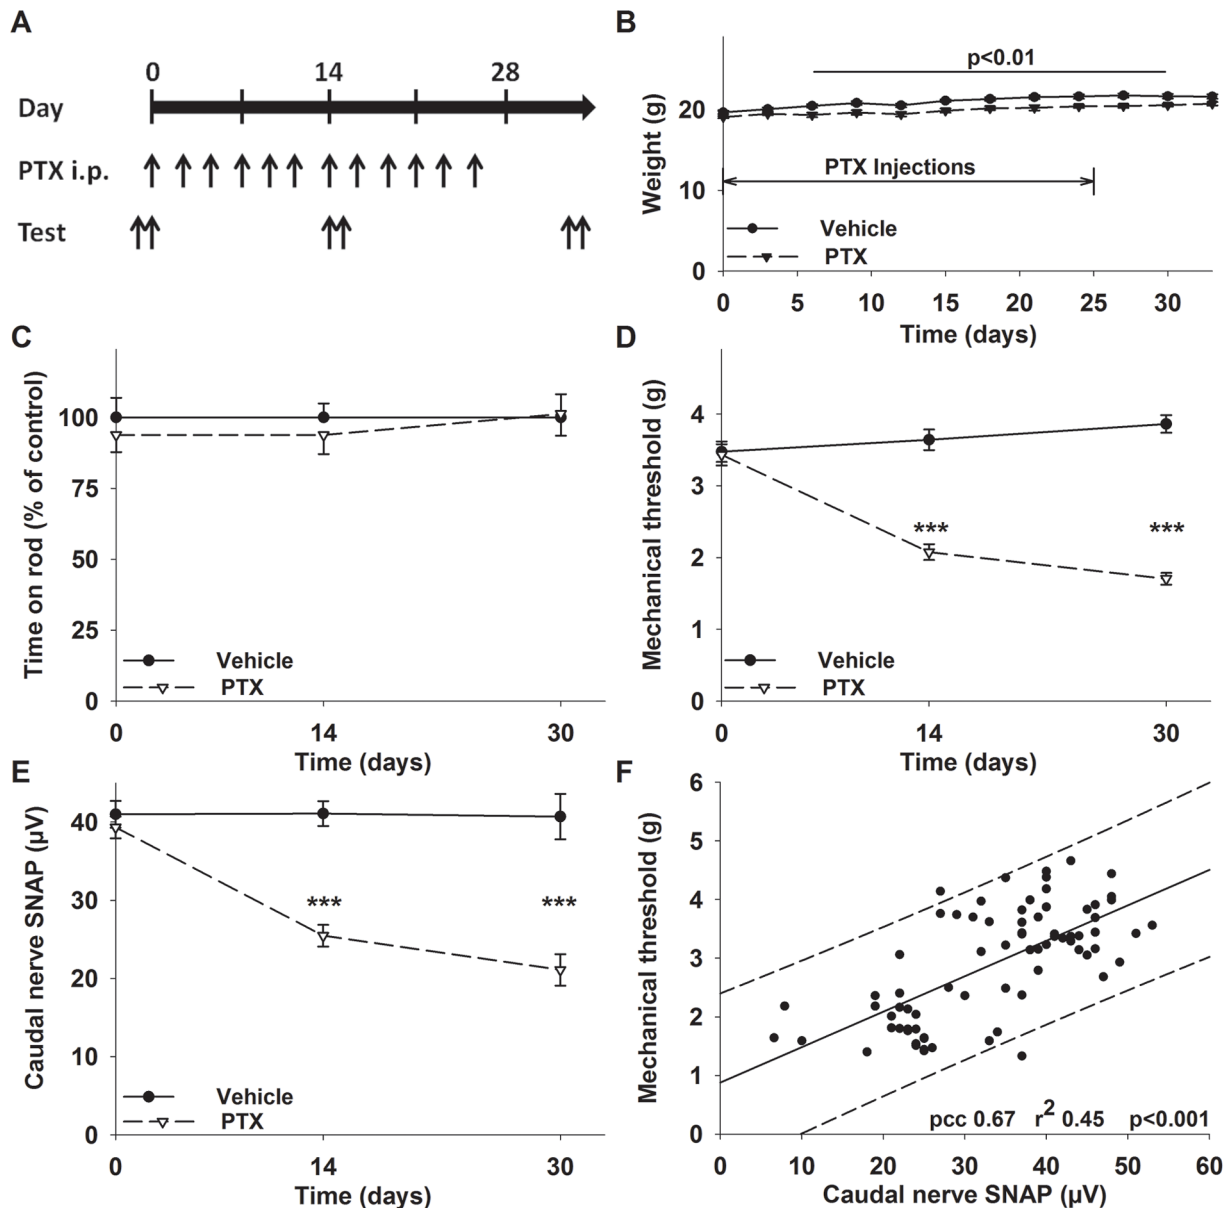 A
0 14 28
Day
PTX i.p.
Test
B
p<0.01
20
10
0
Weight (g)
PTX Injections
Vehicle
PTX
0 5 10 15 20 25 30
Time (days)
C
Time on rod (% of control)
100
75
50
25
0
Vehicle
PTX
0 14 30
Time (days)
D
Mechanical threshold (g)
4
3
2
1
0
*** ***
Vehicle
PTX
0 14 30
Time (days)
E
Caudal nerve SNAP (µV)
40
30
20
10
0
*** ***
Vehicle
PTX
0 14 30
Time (days)
F
Mechanical threshold (g)
6
5
4
3
2
1
0
pcc 0.67 r² 0.45 p<0.001
0 10 20 30 40 50 60
Caudal nerve SNAP (µV)